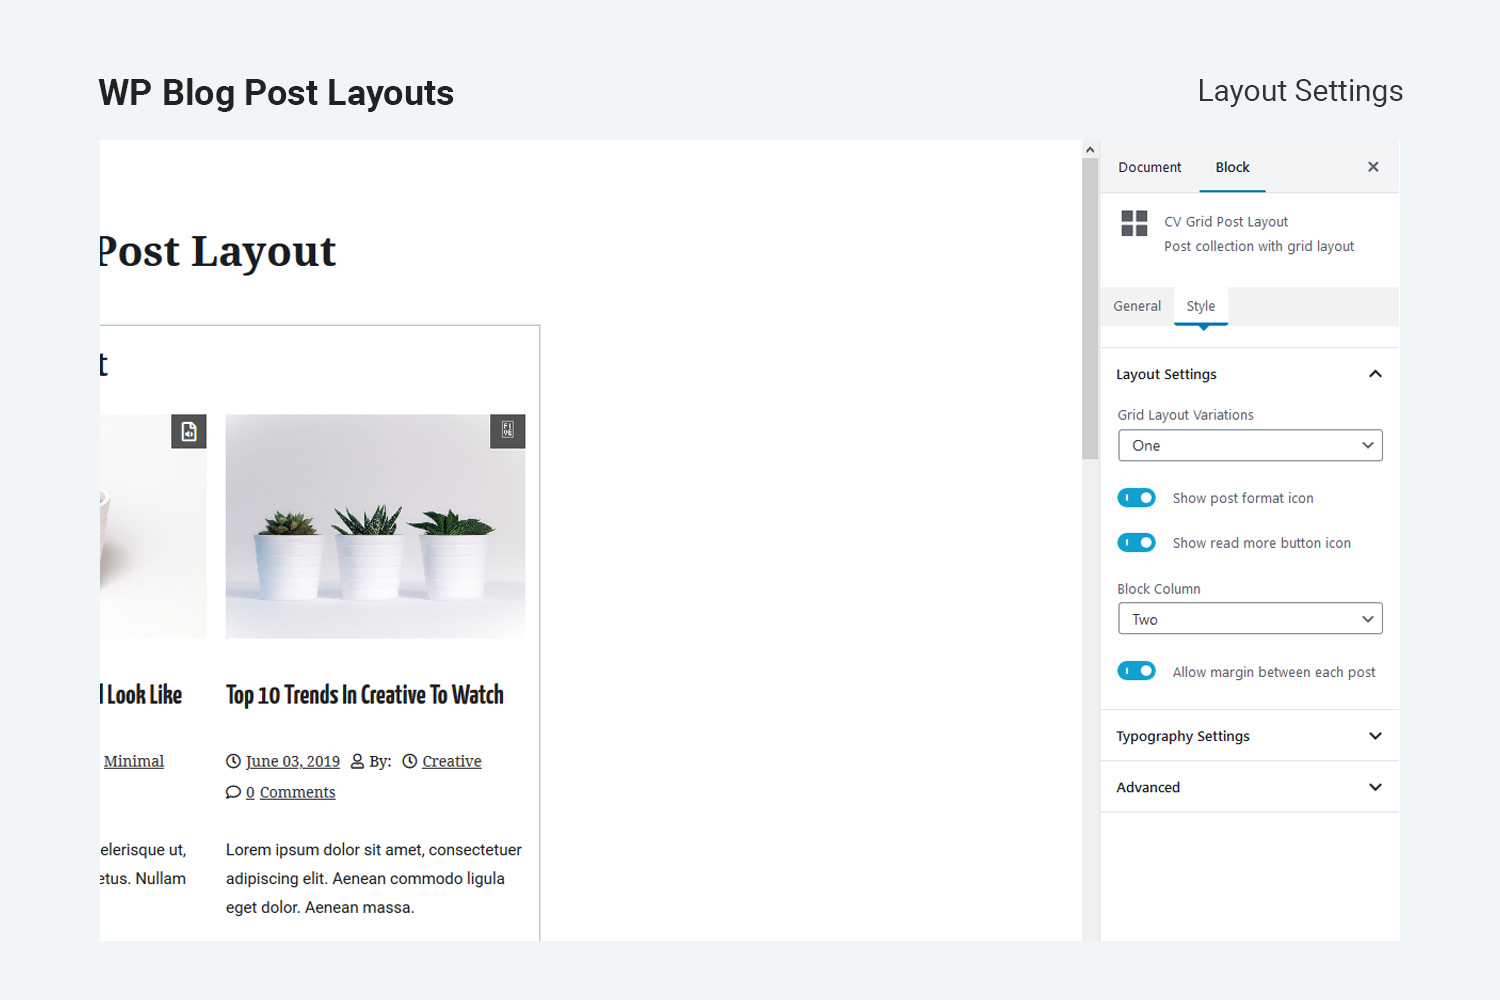 WP Blog Post Layouts
Layout Settings
Post Layout
t
l Look Like
Minimal
elerisque ut,
etus. Nullam
Top 10 Trends In Creative To Watch
June 03, 2019 By: Creative
0 Comments
Lorem ipsum dolor sit amet, consectetuer
adipiscing elit. Aenean commodo ligula
eget dolor. Aenean massa.
Document Block
CV Grid Post Layout
Post collection with grid layout
General Style
Layout Settings
Grid Layout Variations
One
Show post format icon
Show read more button icon
Block Column
Two
Allow margin between each post
Typography Settings
Advanced